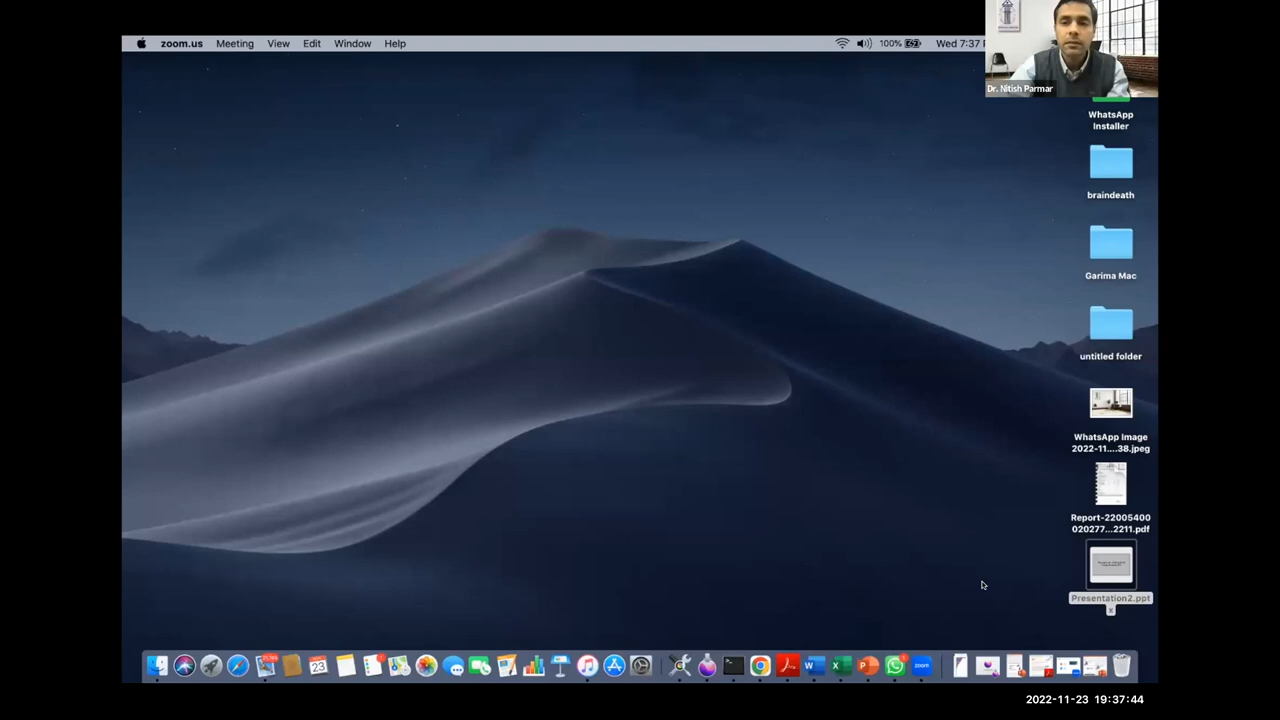 zoom.us Meeting View Edit Window Help
100%
Wed 7:37
Dr. Nitish Parmar
WhatsApp
Installer
braindeath
Garima Mac
untitled folder
WhatsApp Image
2022-11....38.jpeg
Report-22005400
020277...2211.pdf
Presentation2.ppt
x
23
W
X
P
zoom
2022-11-23 19:37:44